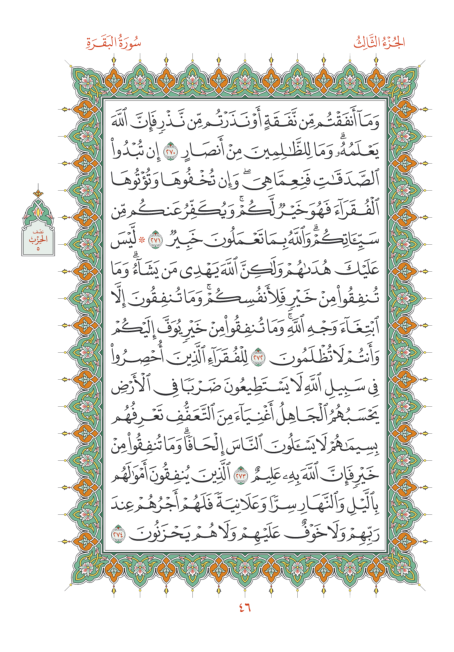 الجُزْءُ الثَّالِثُ
سُورَةُ البَقَرَةِ
وَمَآ أَنفَقْتُم مِّن نَّفَقَةٍ أَوْ نَذَرْتُم مِّن نَّذْرٍ فَإِنَّ ٱللَّهَ
يَعْلَمُهُۥۗ وَمَا لِلظَّٰلِمِينَ مِنْ أَنصَارٍ ٢٧٠ إِن تُبْدُوا۟
ٱلصَّدَقَٰتِ فَنِعِمَّا هِىَۖ وَإِن تُخْفُوهَا وَتُؤْتُوهَا
ٱلْفُقَرَآءَ فَهُوَ خَيْرٌ لَّكُمْۚ وَيُكَفِّرُ عَنكُم مِّن
سَيِّـَٔاتِكُمْۗ وَٱللَّهُ بِمَا تَعْمَلُونَ خَبِيرٌ ٢٧١ ۞ لَّيْسَ
عَلَيْكَ هُدَىٰهُمْ وَلَٰكِنَّ ٱللَّهَ يَهْدِى مَن يَشَآءُۗ وَمَا
تُنفِقُوا۟ مِنْ خَيْرٍ فَلِأَنفُسِكُمْۚ وَمَا تُنفِقُونَ إِلَّا
ٱبْتِغَآءَ وَجْهِ ٱللَّهِۚ وَمَا تُنفِقُوا۟ مِنْ خَيْرٍ يُوَفَّ إِلَيْكُمْ
وَأَنتُمْ لَا تُظْلَمُونَ ٢٧٢ لِلْفُقَرَآءِ ٱلَّذِينَ أُحْصِرُوا۟
فِى سَبِيلِ ٱللَّهِ لَا يَسْتَطِيعُونَ ضَرْبًا فِى ٱلْأَرْضِ
يَحْسَبُهُمُ ٱلْجَاهِلُ أَغْنِيَآءَ مِنَ ٱلتَّعَفُّفِ تَعْرِفُهُم
بِسِيمَٰهُمْ لَا يَسْـَٔلُونَ ٱلنَّاسَ إِلْحَافًاۗ وَمَا تُنفِقُوا۟ مِنْ
خَيْرٍ فَإِنَّ ٱللَّهَ بِهِۦ عَلِيمٌ ٢٧٣ ٱلَّذِينَ يُنفِقُونَ أَمْوَٰلَهُم
بِٱلَّيْلِ وَٱلنَّهَارِ سِرًّا وَعَلَانِيَةً فَلَهُمْ أَجْرُهُمْ عِندَ
رَبِّهِمْ وَلَا خَوْفٌ عَلَيْهِمْ وَلَا هُمْ يَحْزَنُونَ ٢٧٤
نصف
الحزب
٥
٤٦